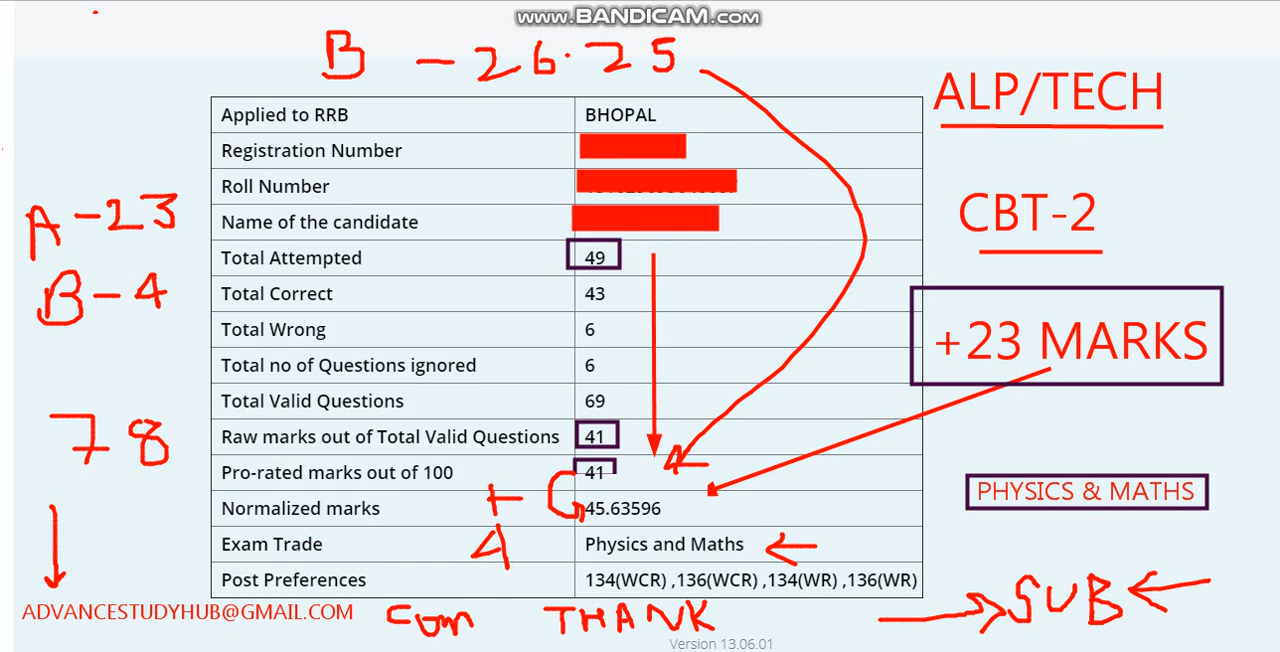 www.BANDICAM.com
B - 26.25
ALP/TECH
CBT-2
+23 MARKS
PHYSICS & MATHS
A - 23
B - 4
78
ADVANCESTUDYHUB@GMAIL.COM
Applied to RRB BHOPAL
Registration Number
Roll Number
Name of the candidate
Total Attempted 49
Total Correct 43
Total Wrong 6
Total no of Questions ignored 6
Total Valid Questions 69
Raw marks out of Total Valid Questions 41
Pro-rated marks out of 100 41
Normalized marks 45.63596
Exam Trade Physics and Maths
Post Preferences 134(WCR) ,136(WCR) ,134(WR) ,136(WR)
+ G
4
Com THANK
SUB
Version 13.06.01